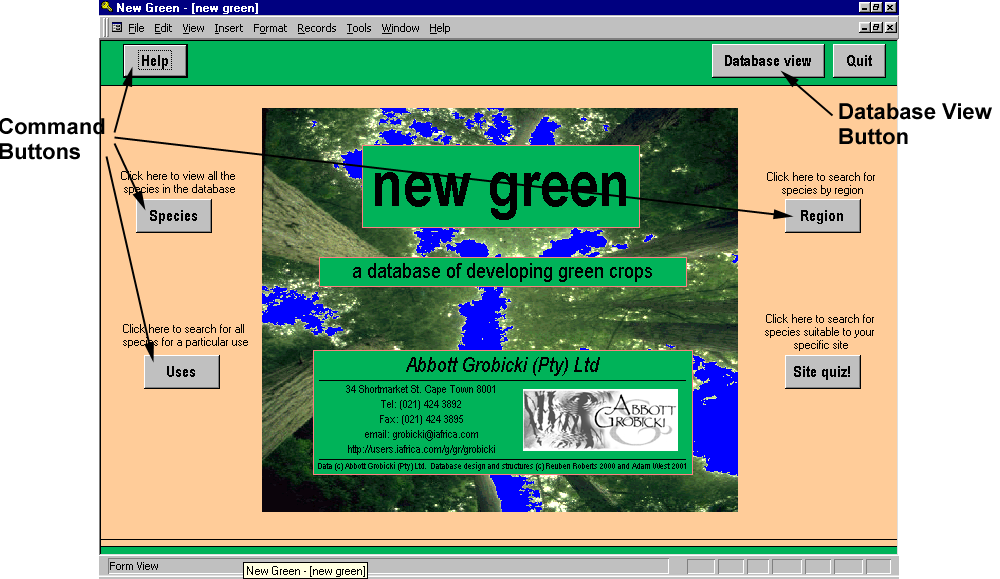 New Green - [new green]
File Edit View Insert Format Records Tools Window Help
Help
Database view
Quit
Command
Buttons
Database View
Button
Click here to view all the
species in the database
Species
new green
Click here to search for
species by region
Region
a database of developing green crops
Click here to search for all
species for a particular use
Uses
Click here to search for
species suitable to your
specific site
Site quiz!
Abbott Grobicki (Pty) Ltd
34 Shortmarket St. Cape Town 8001
Tel: (021) 424 3892
Fax: (021) 424 3895
email: grobicki@iafrica.com
http://users.iafrica.com/g/gr/grobicki
ABBOTT
GROBICKI
Data (c) Abbott Grobicki (Pty) Ltd. Database design and structures (c) Reuben Roberts 2000 and Adam West 2001
Form View
New Green - [new green]